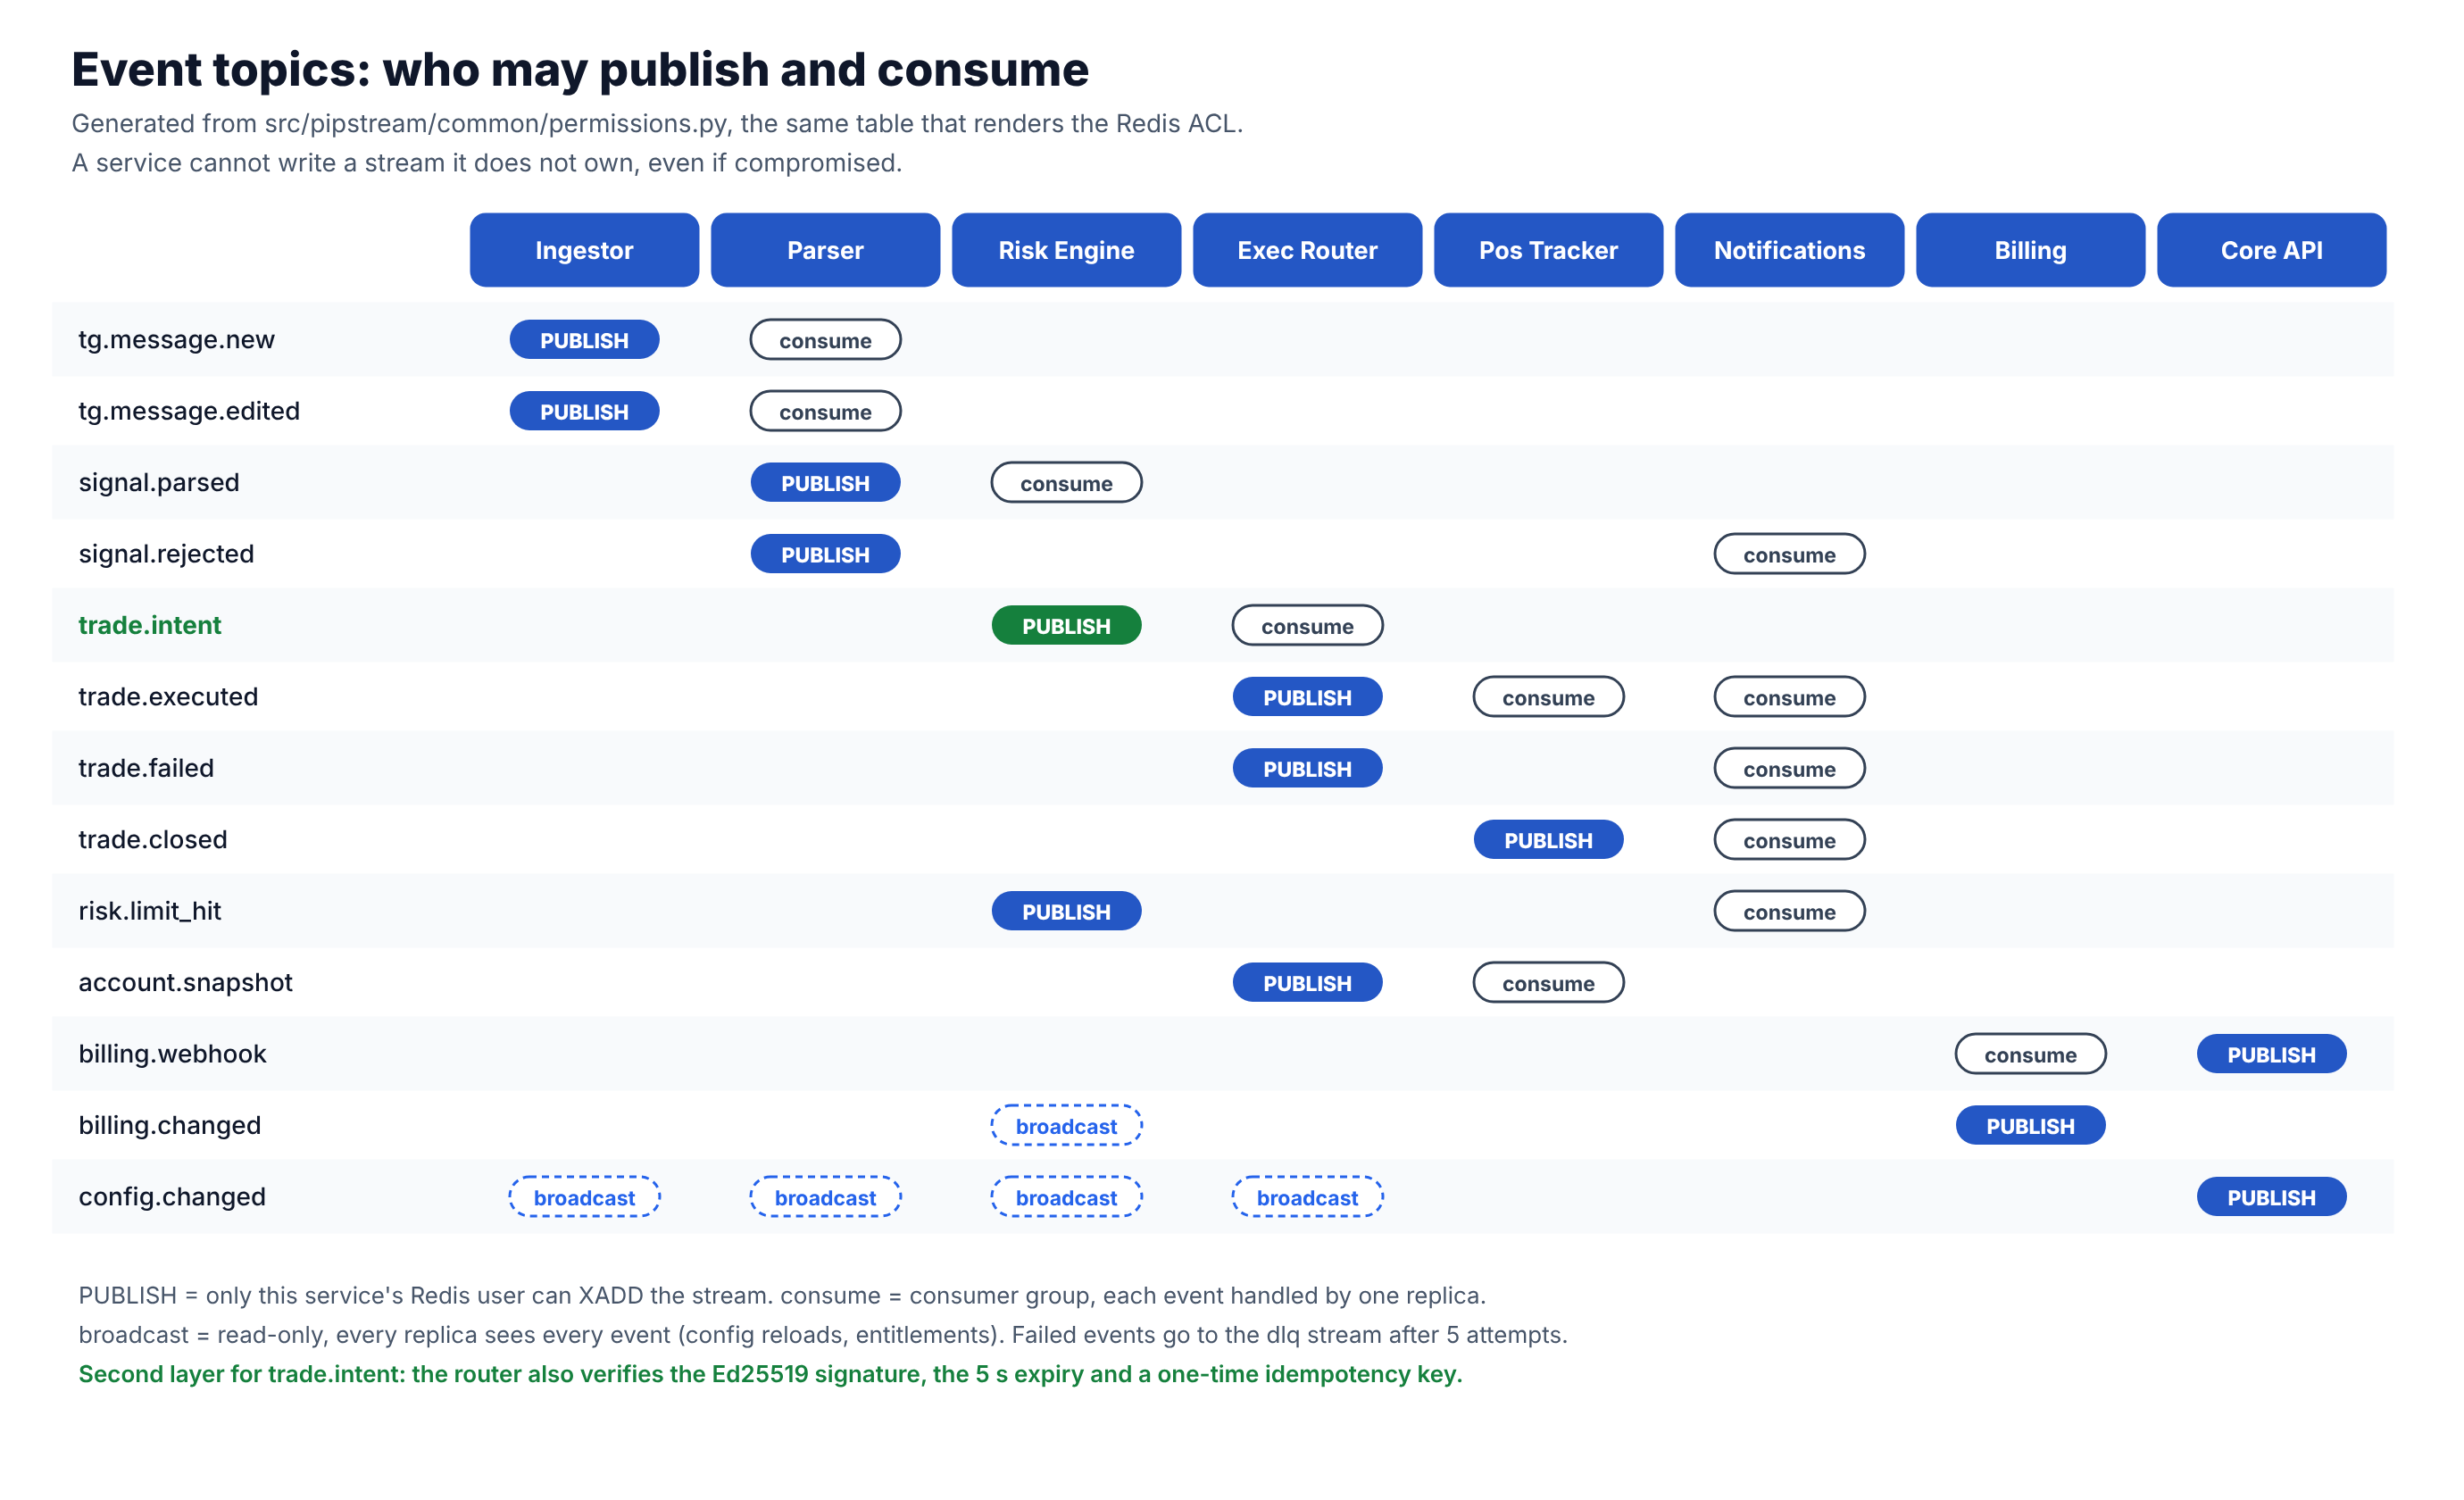 Event topics: who may publish and consume
Generated from src/pipstream/common/permissions.py, the same table that renders the Redis ACL.
A service cannot write a stream it does not own, even if compromised.
Ingestor Parser Risk Engine Exec Router Pos Tracker Notifications Billing Core API
tg.message.new PUBLISH consume
tg.message.edited PUBLISH consume
signal.parsed PUBLISH consume
signal.rejected PUBLISH consume
trade.intent PUBLISH consume
trade.executed PUBLISH consume consume
trade.failed PUBLISH consume
trade.closed PUBLISH consume
risk.limit_hit PUBLISH consume
account.snapshot PUBLISH consume
billing.webhook consume PUBLISH
billing.changed broadcast PUBLISH
config.changed broadcast broadcast broadcast broadcast PUBLISH
PUBLISH = only this service's Redis user can XADD the stream. consume = consumer group, each event handled by one replica.
broadcast = read-only, every replica sees every event (config reloads, entitlements). Failed events go to the dlq stream after 5 attempts.
Second layer for trade.intent: the router also verifies the Ed25519 signature, the 5 s expiry and a one-time idempotency key.